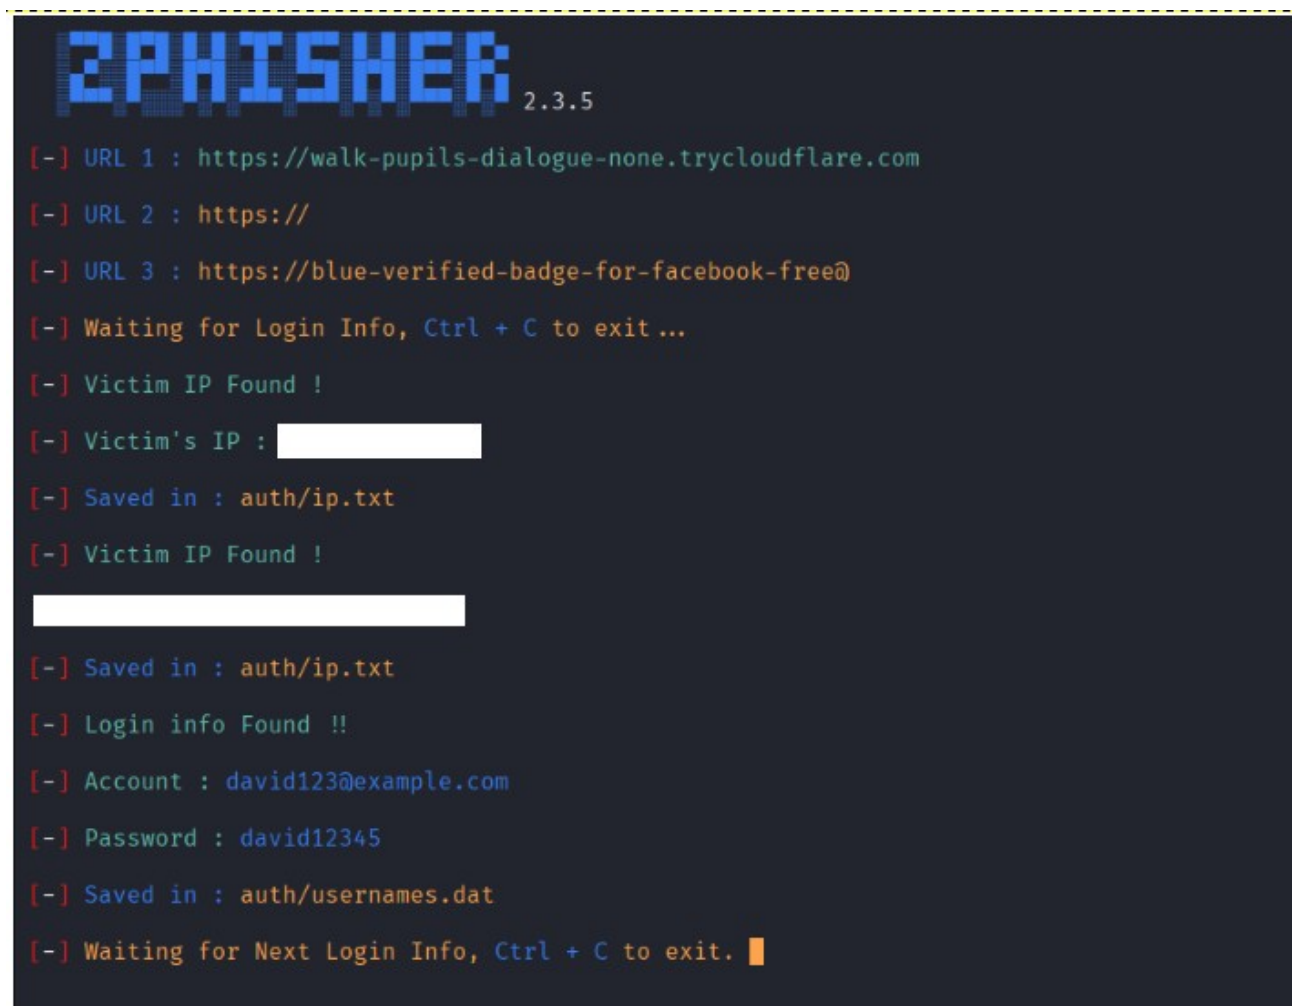 ZPHISHER 2.3.5
[-] URL 1 : https://walk-pupils-dialogue-none.trycloudflare.com
[-] URL 2 : https://
[-] URL 3 : https://blue-verified-badge-for-facebook-free@
[-] Waiting for Login Info, Ctrl + C to exit...
[-] Victim IP Found !
[-] Victim's IP :
[-] Saved in : auth/ip.txt
[-] Victim IP Found !
[-] Saved in : auth/ip.txt
[-] Login info Found !!
[-] Account : david123@example.com
[-] Password : david12345
[-] Saved in : auth/usernames.dat
[-] Waiting for Next Login Info, Ctrl + C to exit.